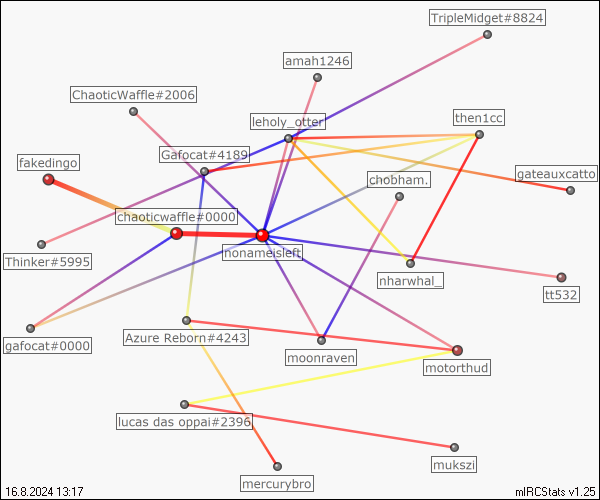 TripleMidget#8824
amah1246
ChaoticWaffle#2006
leholy_otter
then1cc
Gafocat#4189
fakedingo
gateauxcatto
chobham.
chaoticwaffle#0000
nonameisleft
Thinker#5995
nharwhal_
tt532
Azure Reborn#4243
gafocat#0000
moonraven
motorthud
lucas das oppai#2396
mukszi
mercurybro
16.8.2024 13:17
mIRCStats v1.25